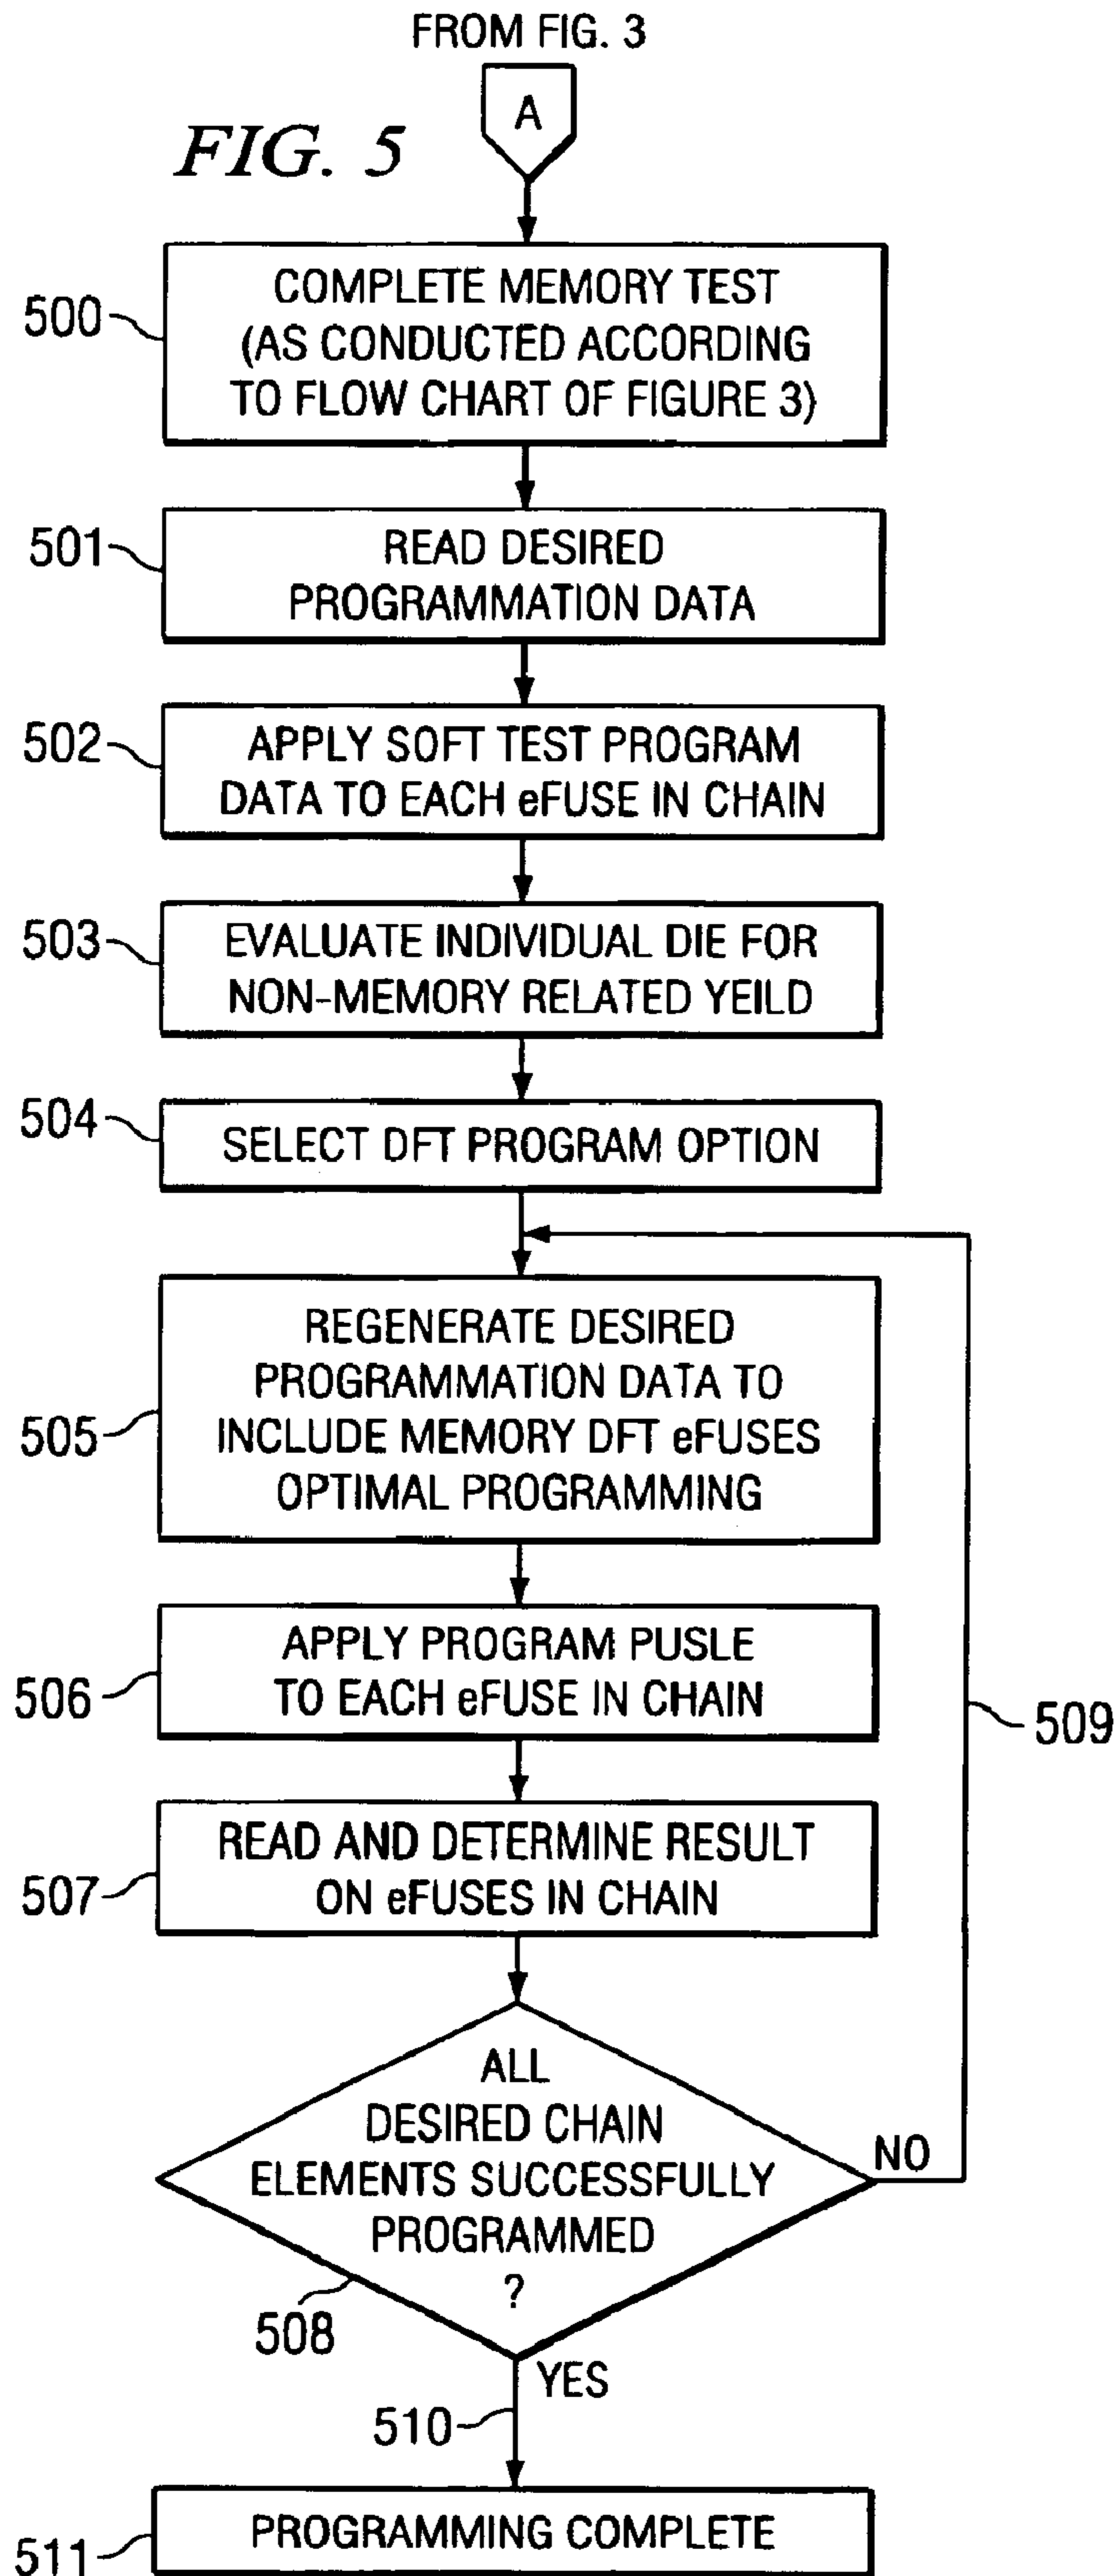 FROM FIG. 3
A
FIG. 5
500
COMPLETE MEMORY TEST
(AS CONDUCTED ACCORDING
TO FLOW CHART OF FIGURE 3)
501
READ DESIRED
PROGRAMMATION DATA
502
APPLY SOFT TEST PROGRAM
DATA TO EACH eFUSE IN CHAIN
503
EVALUATE INDIVIDUAL DIE FOR
NON-MEMORY RELATED YEILD
504
SELECT DFT PROGRAM OPTION
505
REGENERATE DESIRED
PROGRAMMATION DATA TO
INCLUDE MEMORY DFT eFUSES
OPTIMAL PROGRAMMING
506
APPLY PROGRAM PUSLE
TO EACH eFUSE IN CHAIN
509
507
READ AND DETERMINE RESULT
ON eFUSES IN CHAIN
ALL
DESIRED CHAIN
ELEMENTS SUCCESSFULLY
PROGRAMMED
?
NO
508
YES
510
511
PROGRAMMING COMPLETE